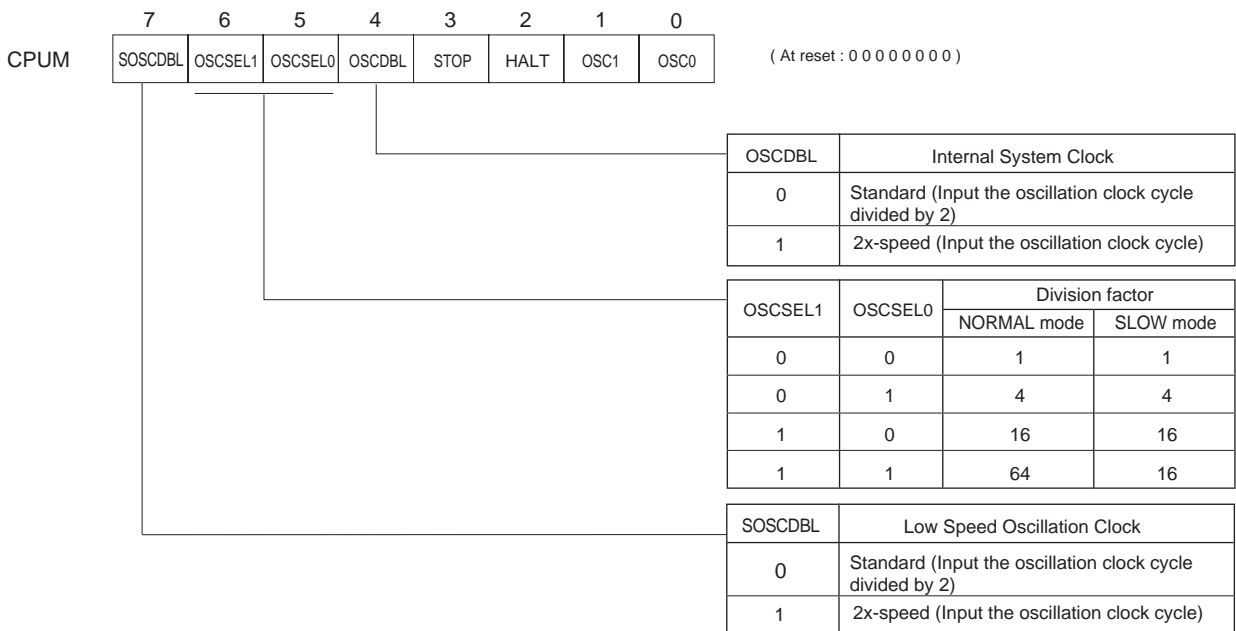 7 6 5 4 3 2 1 0
CPUM SOSCDBL OSCSEL1 OSCSEL0 OSCDBL STOP HALT OSC1 OSC0 ( At reset : 0 0 0 0 0 0 0 0 )
OSCDBL Internal System Clock
0 Standard (Input the oscillation clock cycle
divided by 2)
1 2x-speed (Input the oscillation clock cycle)
OSCSEL1 OSCSEL0 Division factor
NORMAL mode SLOW mode
0 0 1 1
0 1 4 4
1 0 16 16
1 1 64 16
SOSCDBL Low Speed Oscillation Clock
0 Standard (Input the oscillation clock cycle
divided by 2)
1 2x-speed (Input the oscillation clock cycle)